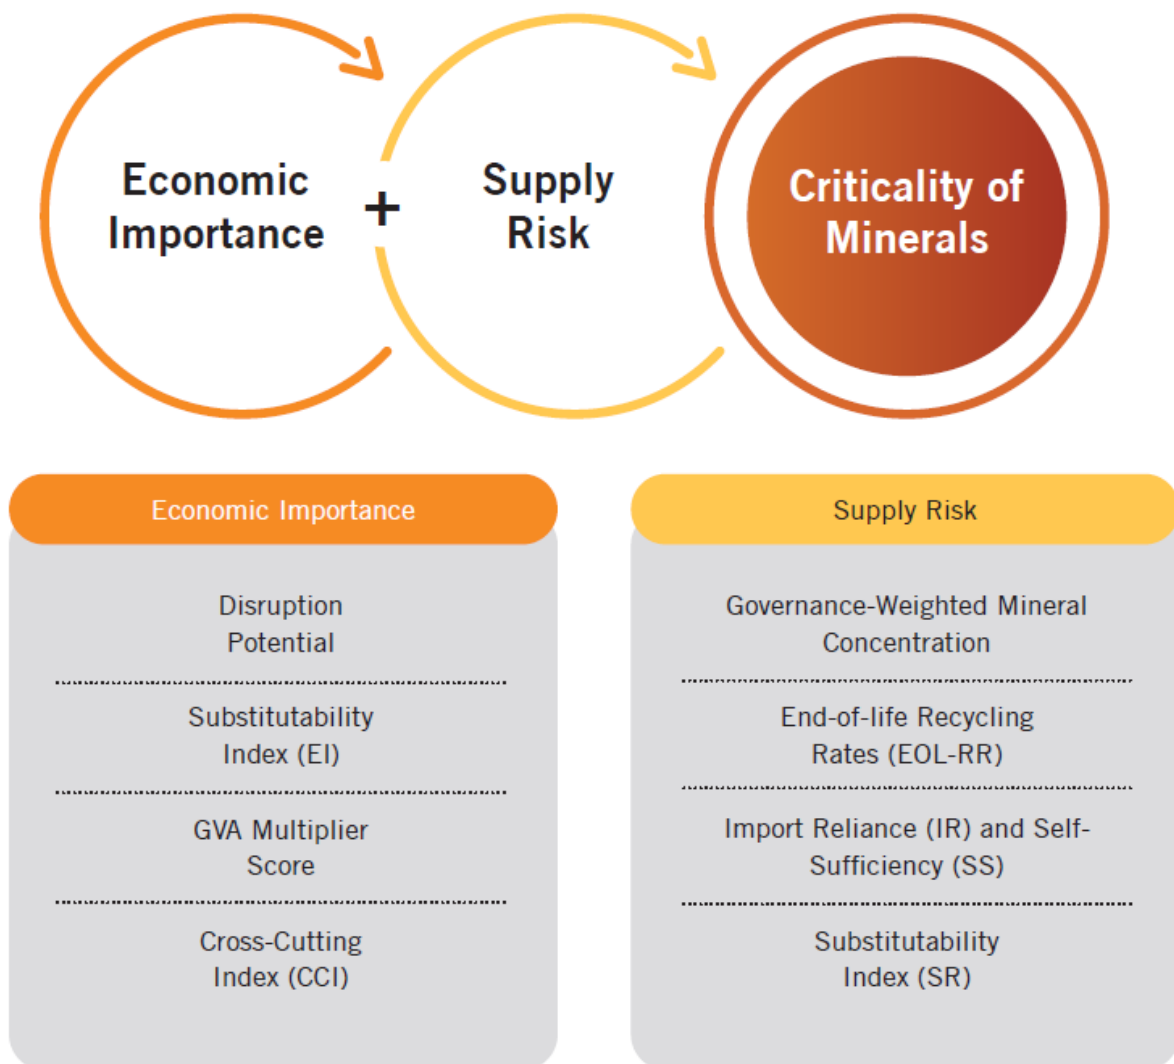 Economic
Importance
+
Supply
Risk
Criticality of
Minerals
Economic Importance
Disruption
Potential
Substitutability
Index (EI)
GVA Multiplier
Score
Cross-Cutting
Index (CCI)
Supply Risk
Governance-Weighted Mineral
Concentration
End-of-life Recycling
Rates (EOL-RR)
Import Reliance (IR) and Self-
Sufficiency (SS)
Substitutability
Index (SR)